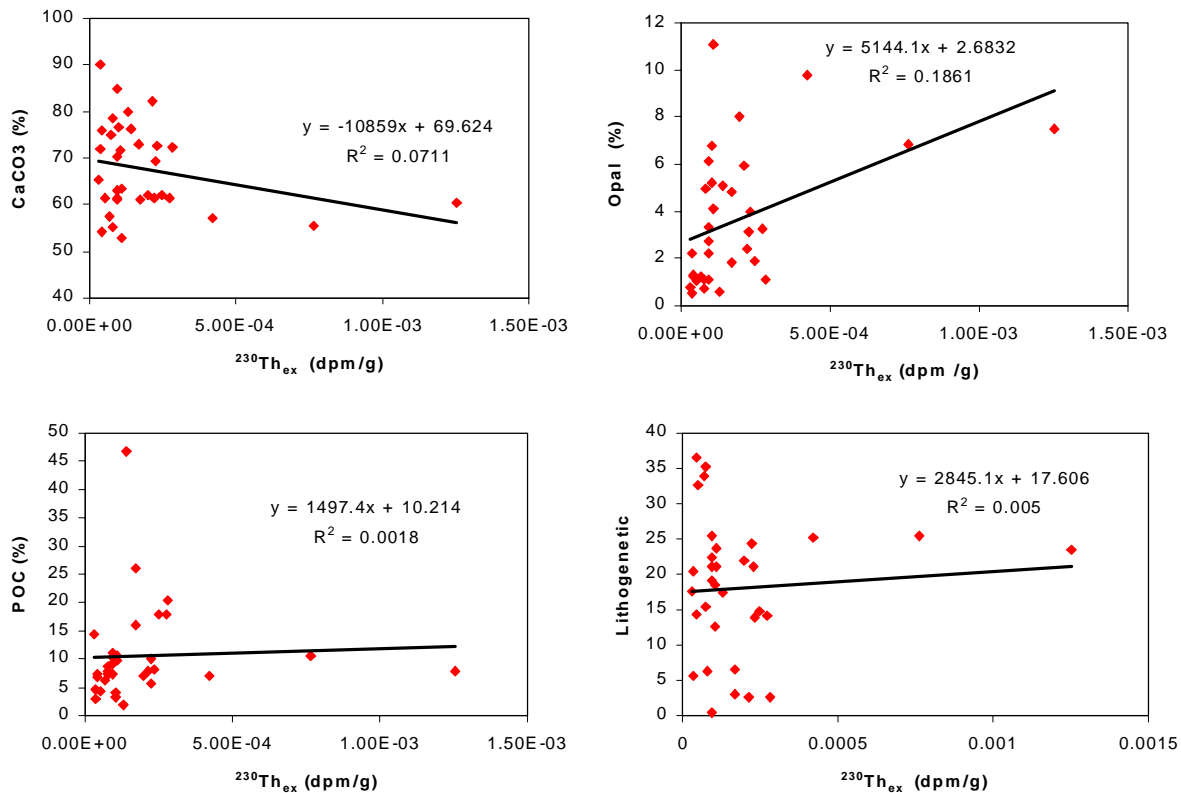 100
90
80
70
60
50
40
CaCO3 (%)
y = -10859x + 69.624
R² = 0.0711
0.00E+00 5.00E-04 1.00E-03 1.50E-03
²³⁰Thₑₓ (dpm/g)
12
10
8
6
4
2
0
Opal (%)
y = 5144.1x + 2.6832
R² = 0.1861
0.00E+00 5.00E-04 1.00E-03 1.50E-03
²³⁰Thₑₓ (dpm /g)
50
45
40
35
30
25
20
15
10
5
0
POC (%)
y = 1497.4x + 10.214
R² = 0.0018
0.00E+00 5.00E-04 1.00E-03 1.50E-03
²³⁰Thₑₓ (dpm/g)
40
35
30
25
20
15
10
5
0
Lithogenetic
y = 2845.1x + 17.606
R² = 0.005
0 0.0005 0.001 0.0015
²³⁰Thₑₓ (dpm/g)